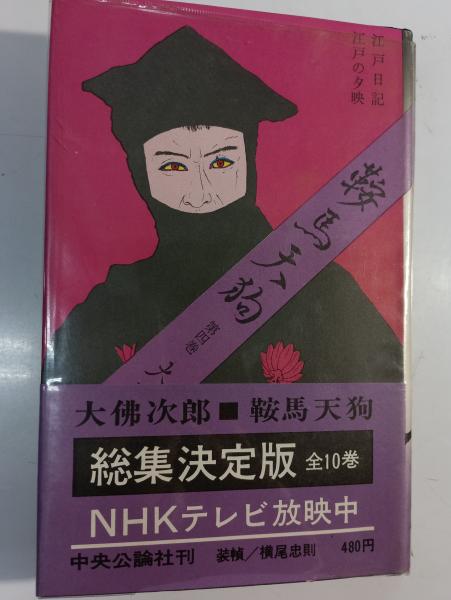 江戸日記
江戸の夕映
鞍馬天狗 第四巻 大
大佛次郎■鞍馬天狗
総集決定版 全10巻
NHKテレビ放映中
中央公論社刊 装幀／横尾忠則 480円